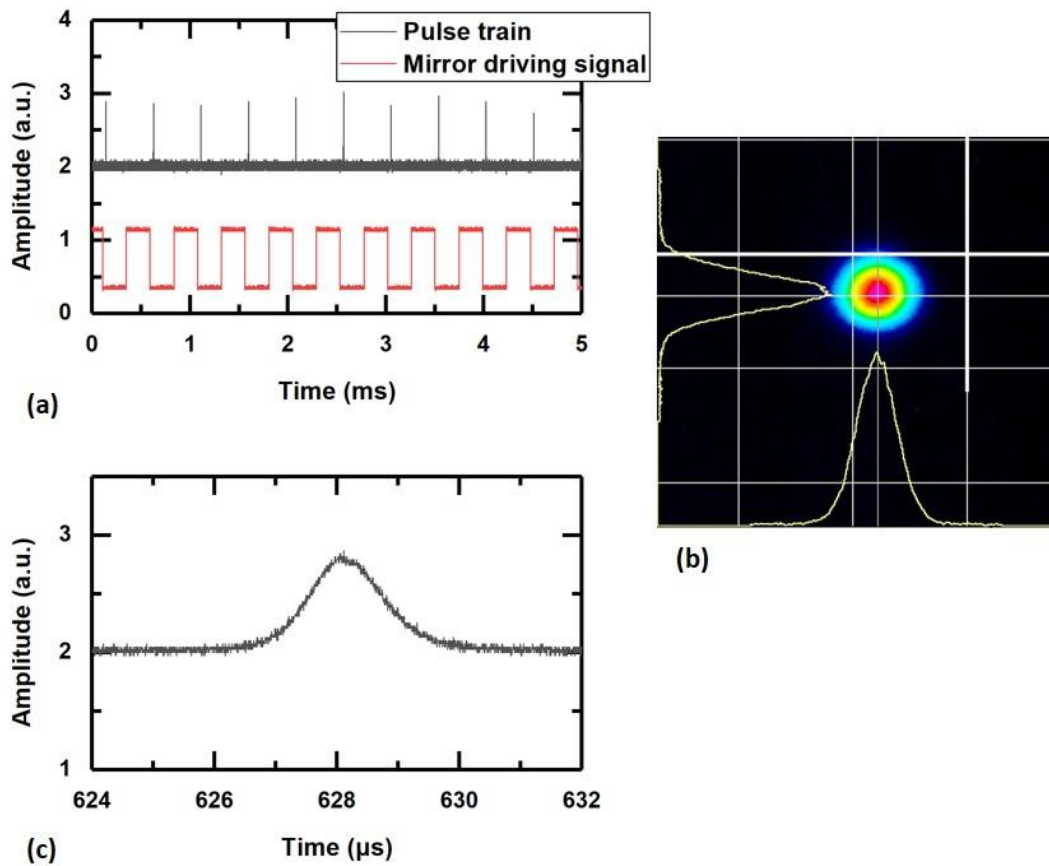 4
3
2
1
0
Amplitude (a.u.)
Pulse train
Mirror driving signal
0 1 2 3 4 5
Time (ms)
(a)
(b)
3
2
1
Amplitude (a.u.)
624 626 628 630 632
Time (µs)
(c)